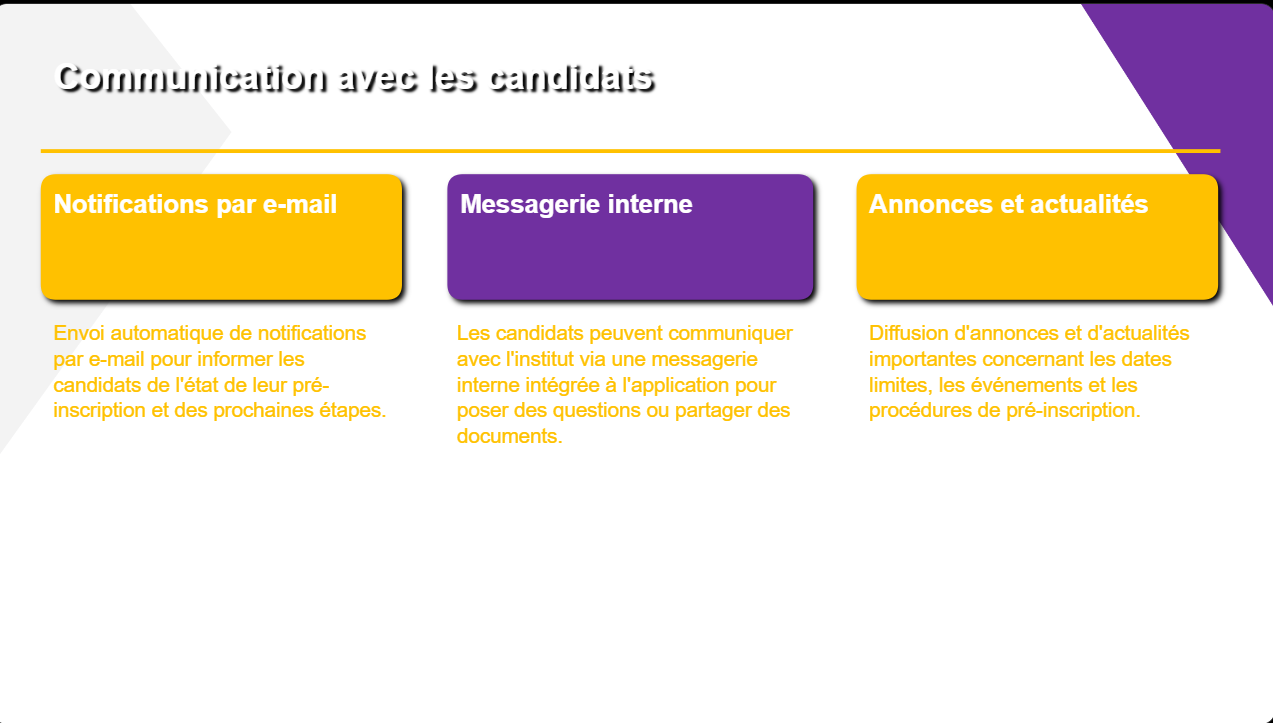 Communication avec les candidats
Notifications par e-mail
Envoi automatique de notifications
par e-mail pour informer les
candidats de l'état de leur pré-
inscription et des prochaines étapes.
Messagerie interne
Les candidats peuvent communiquer
avec l'institut via une messagerie
interne intégrée à l'application pour
poser des questions ou partager des
documents.
Annonces et actualités
Diffusion d'annonces et d'actualités
importantes concernant les dates
limites, les événements et les
procédures de pré-inscription.